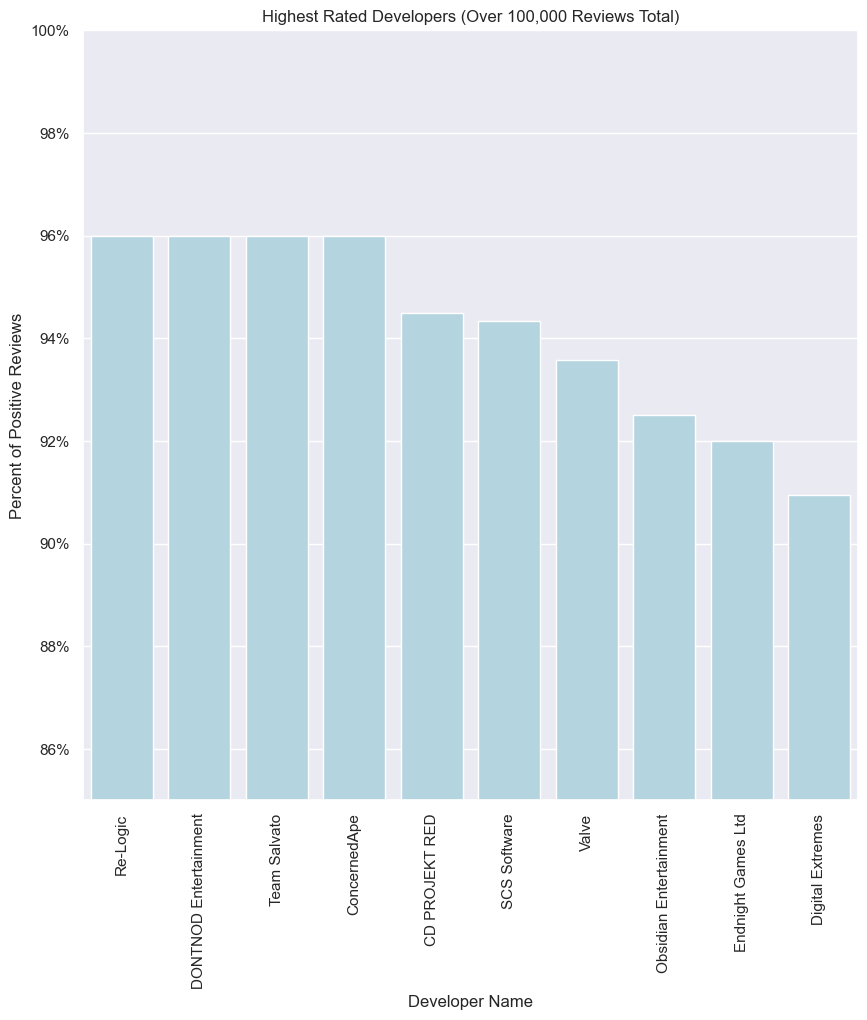 Highest Rated Developers (Over 100,000 Reviews Total)
100%
98%
96%
94%
92%
90%
88%
86%
Percent of Positive Reviews
Re-Logic
DONTNOD Entertainment
Team Salvato
ConcernedApe
CD PROJEKT RED
SCS Software
Valve
Obsidian Entertainment
Endnight Games Ltd
Digital Extremes
Developer Name